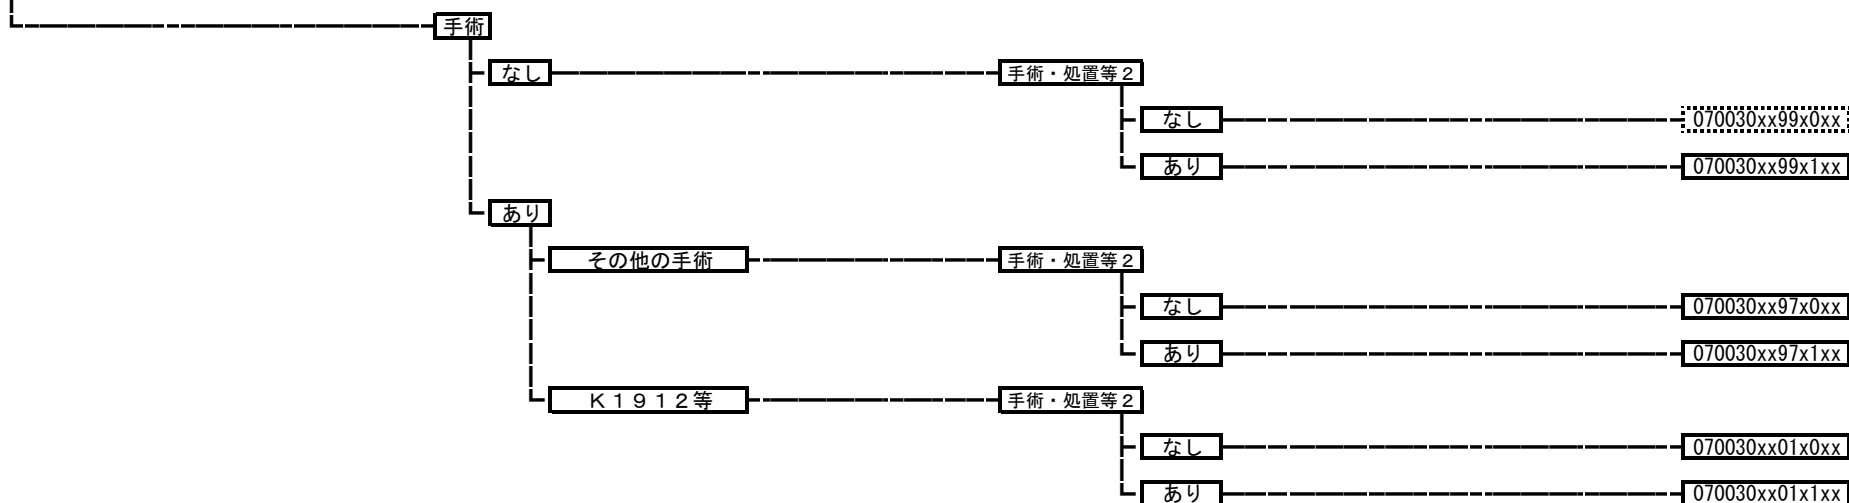 手術
なし
手術・処置等２
なし
070030xx99x0xx
あり
070030xx99x1xx
あり
その他の手術
手術・処置等２
なし
070030xx97x0xx
あり
070030xx97x1xx
Ｋ１９１２等
手術・処置等２
なし
070030xx01x0xx
あり
070030xx01x1xx